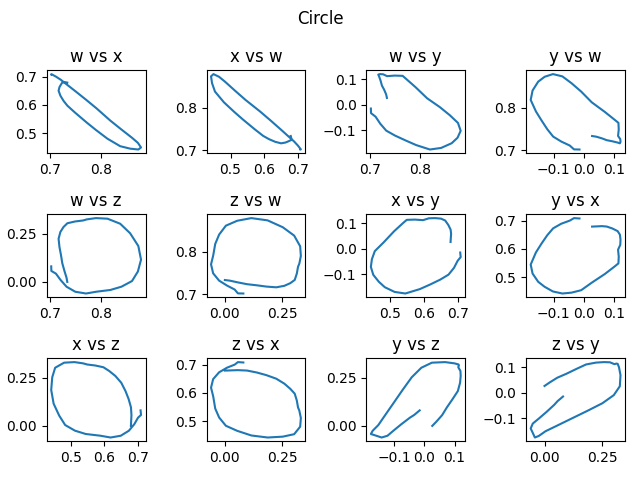 Circle
w vs x
x vs w
w vs y
y vs w
0.7
0.6
0.5
0.7 0.8
0.8
0.7
0.5 0.6 0.7
0.1
0.0
−0.1
0.7 0.8
0.8
0.7
−0.1 0.0 0.1
w vs z
z vs w
x vs y
y vs x
0.25
0.00
0.7 0.8
0.8
0.7
0.00 0.25
0.1
0.0
−0.1
0.5 0.6 0.7
0.7
0.6
0.5
−0.1 0.0 0.1
x vs z
z vs x
y vs z
z vs y
0.25
0.00
0.5 0.6 0.7
0.7
0.6
0.5
0.00 0.25
0.25
0.00
−0.1 0.0 0.1
0.1
0.0
−0.1
0.00 0.25